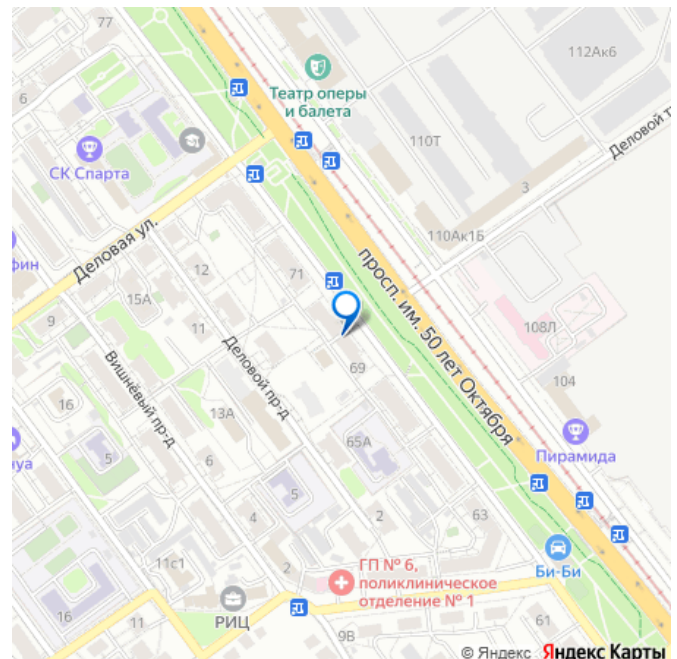 77
112Ак6
6
Театр оперы
и балета
110Т
Деловой т
СК Спарта
3
Деловая ул.
110Ак1Б
фин
12
71
просп. им. 50 лет Октября
15А
108Л
9
11
Деловой пр-д
Вишнёвый пр-д
69
104
16
13А
Пирамида
65А
нуа
5
6
5
4
2
63
11с1
2
ГП № 6,
поликлиническое
отделение № 1
Би-Би
16
РИЦ
9В
61
© Яндекс Яндекс Карты